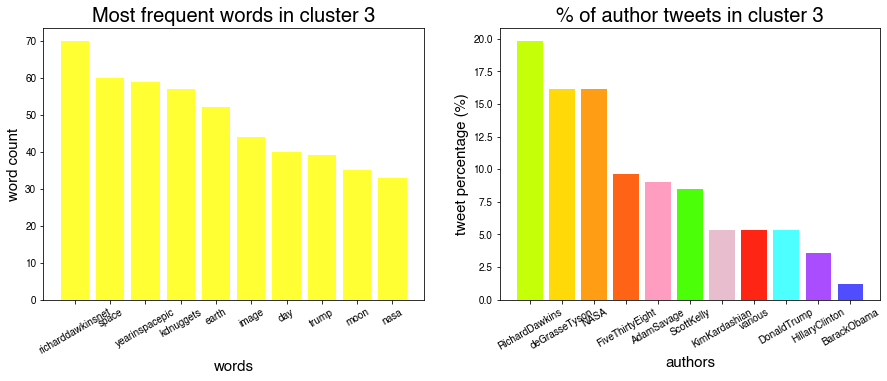 Most frequent words in cluster 3
word count
70
60
50
40
30
20
10
0
richarddawkinsnet
space
yearinspacepic
kdnuggets
earth
image
day
trump
moon
nasa
words
% of author tweets in cluster 3
tweet percentage (%)
20.0
17.5
15.0
12.5
10.0
7.5
5.0
2.5
0.0
RichardDawkins
deGrasseTyson
NASA
FiveThirtyEight
AdamSavage
ScottKelly
KimKardashian
various
DonaldTrump
HillaryClinton
BarackObama
authors